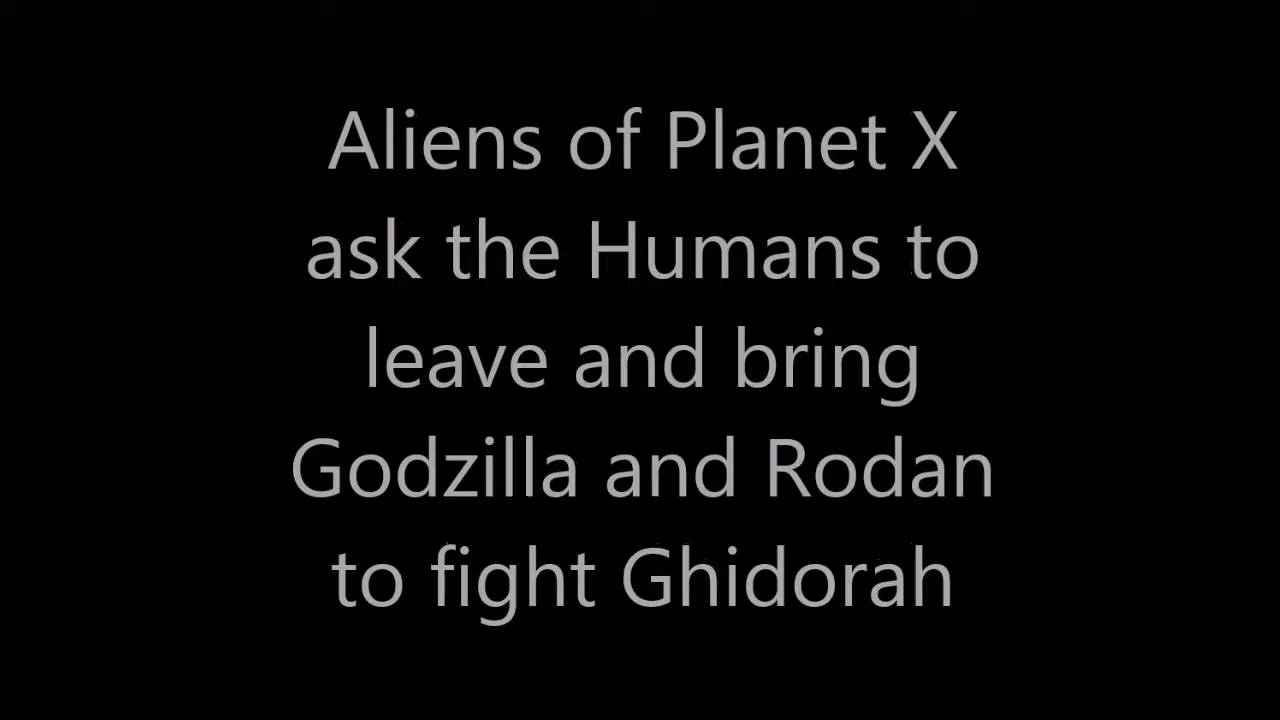 Aliens of Planet X
ask the Humans to
leave and bring
Godzilla and Rodan
to fight Ghidorah